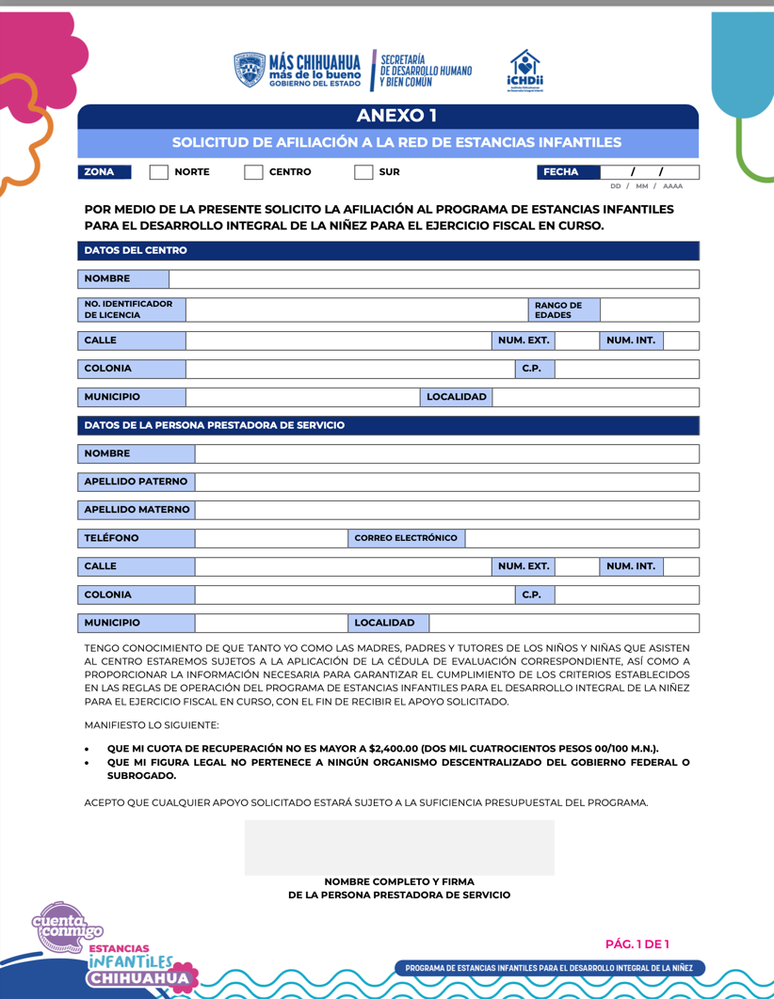 MÁS CHIHUAHUA
más de lo bueno
GOBIERNO DEL ESTADO
SECRETARÍA
DE DESARROLLO HUMANO
Y BIEN COMÚN
iCHDii
ANEXO 1
SOLICITUD DE AFILIACIÓN A LA RED DE ESTANCIAS INFANTILES
ZONA NORTE CENTRO SUR FECHA / /
DD / MM / AAAA
POR MEDIO DE LA PRESENTE SOLICITO LA AFILIACIÓN AL PROGRAMA DE ESTANCIAS INFANTILES
PARA EL DESARROLLO INTEGRAL DE LA NIÑEZ PARA EL EJERCICIO FISCAL EN CURSO.
DATOS DEL CENTRO
NOMBRE
NO. IDENTIFICADOR
DE LICENCIA
RANGO DE
EDADES
CALLE NUM. EXT. NUM. INT.
COLONIA C.P.
MUNICIPIO LOCALIDAD
DATOS DE LA PERSONA PRESTADORA DE SERVICIO
NOMBRE
APELLIDO PATERNO
APELLIDO MATERNO
TELÉFONO CORREO ELECTRÓNICO
CALLE NUM. EXT. NUM. INT.
COLONIA C.P.
MUNICIPIO LOCALIDAD
TENGO CONOCIMIENTO DE QUE TANTO YO COMO LAS MADRES, PADRES Y TUTORES DE LOS NIÑOS Y NIÑAS QUE ASISTEN
AL CENTRO ESTAREMOS SUJETOS A LA APLICACIÓN DE LA CÉDULA DE EVALUACIÓN CORRESPONDIENTE, ASÍ COMO A
PROPORCIONAR LA INFORMACIÓN NECESARIA PARA GARANTIZAR EL CUMPLIMIENTO DE LOS CRITERIOS ESTABLECIDOS
EN LAS REGLAS DE OPERACIÓN DEL PROGRAMA DE ESTANCIAS INFANTILES PARA EL DESARROLLO INTEGRAL DE LA NIÑEZ
PARA EL EJERCICIO FISCAL EN CURSO, CON EL FIN DE RECIBIR EL APOYO SOLICITADO.
MANIFIESTO LO SIGUIENTE:
• QUE MI CUOTA DE RECUPERACIÓN NO ES MAYOR A $2,400.00 (DOS MIL CUATROCIENTOS PESOS 00/100 M.N.).
• QUE MI FIGURA LEGAL NO PERTENECE A NINGÚN ORGANISMO DESCENTRALIZADO DEL GOBIERNO FEDERAL O
SUBROGADO.
ACEPTO QUE CUALQUIER APOYO SOLICITADO ESTARÁ SUJETO A LA SUFICIENCIA PRESUPUESTAL DEL PROGRAMA.
NOMBRE COMPLETO Y FIRMA
DE LA PERSONA PRESTADORA DE SERVICIO
cuenta
conmigo
ESTANCIAS
iNFANTiLES
CHIHUAHUA
PÁG. 1 DE 1
PROGRAMA DE ESTANCIAS INFANTILES PARA EL DESARROLLO INTEGRAL DE LA NIÑEZ